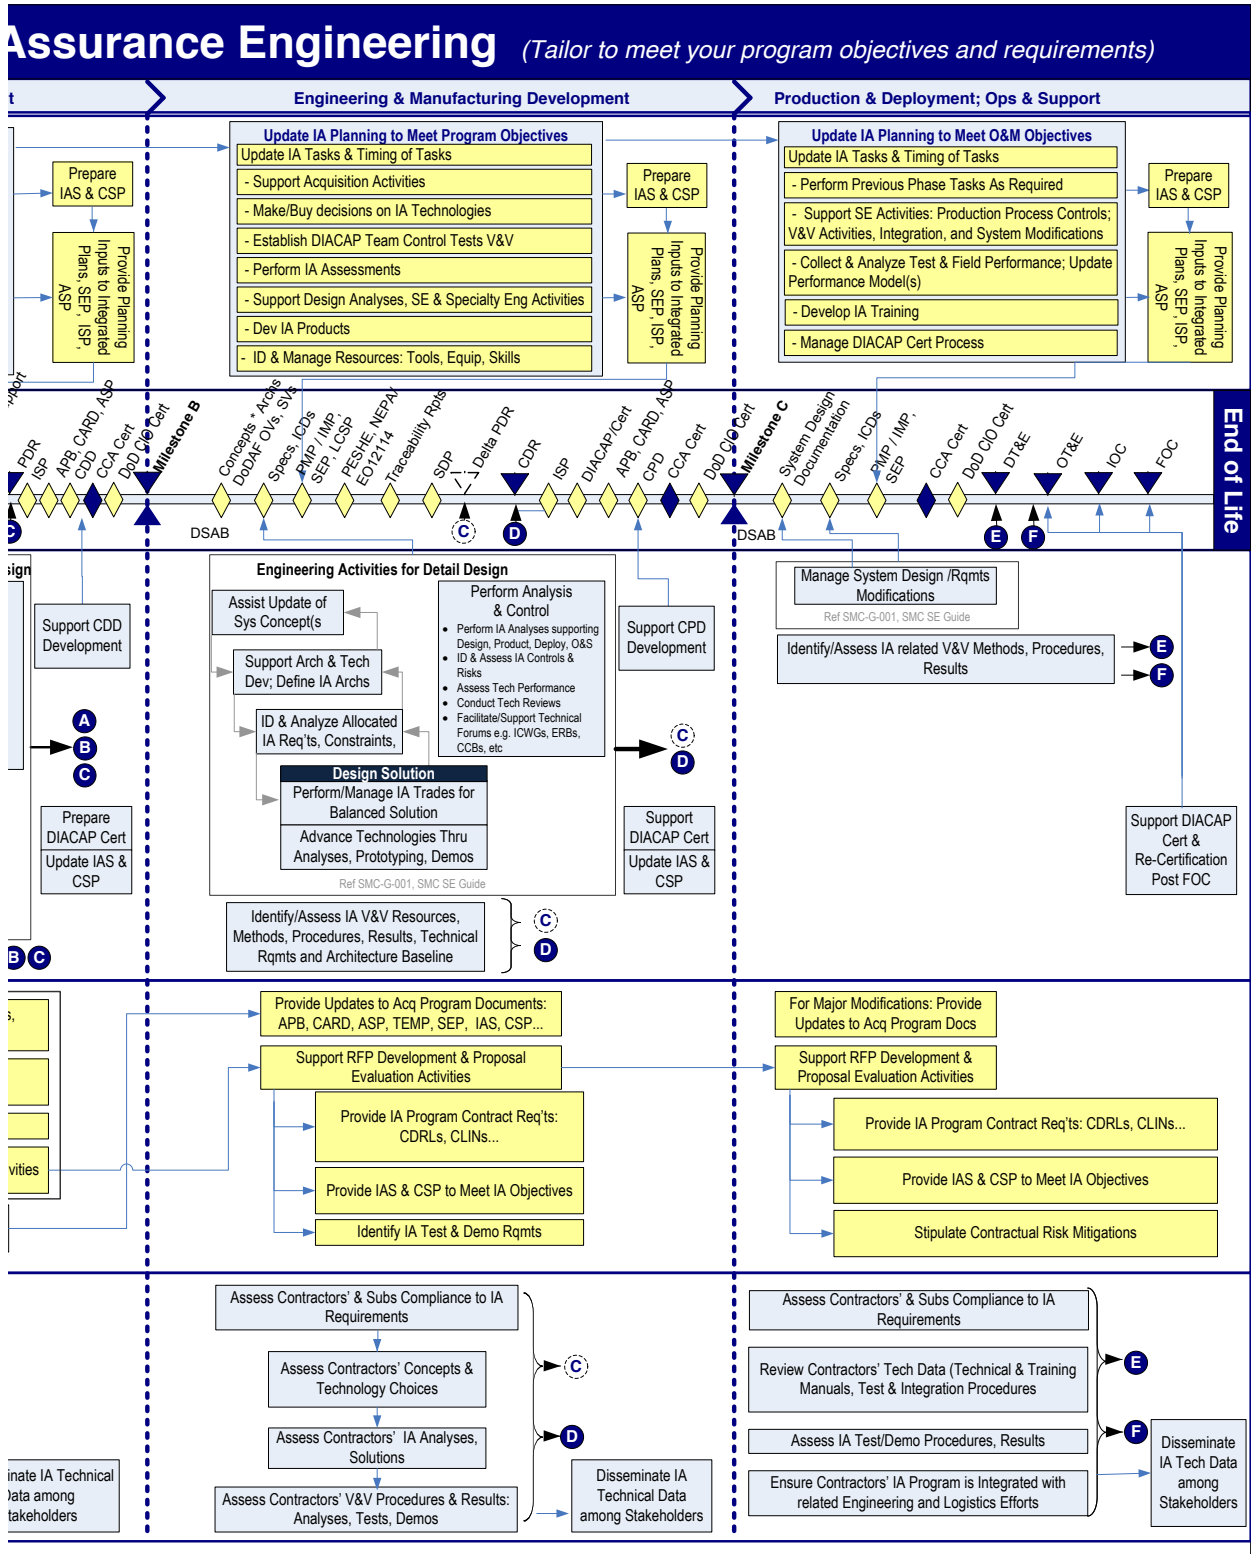 Assurance Engineering (Tailor to meet your program objectives and requirements)
t
Engineering & Manufacturing Development
Production & Deployment; Ops & Support
Prepare
IAS & CSP
Provide Planning
Inputs to Integrated
Plans, SEP, ISP,
ASP
Update IA Planning to Meet Program Objectives
Update IA Tasks & Timing of Tasks
- Support Acquisition Activities
- Make/Buy decisions on IA Technologies
- Establish DIACAP Team Control Tests V&V
- Perform IA Assessments
- Support Design Analyses, SE & Specialty Eng Activities
- Dev IA Products
- ID & Manage Resources: Tools, Equip, Skills
Prepare
IAS & CSP
Provide Planning
Inputs to Integrated
Plans, SEP, ISP,
ASP
Update IA Planning to Meet O&M Objectives
Update IA Tasks & Timing of Tasks
- Perform Previous Phase Tasks As Required
- Support SE Activities: Production Process Controls;
V&V Activities, Integration, and System Modifications
- Collect & Analyze Test & Field Performance; Update
Performance Model(s)
- Develop IA Training
- Manage DIACAP Cert Process
Prepare
IAS & CSP
Provide Planning
Inputs to Integrated
Plans, SEP, ISP,
ASP
PDR
ISP
APB, CARD, ASP
CDD
CCA Cert
DoD CIO Cert
Milestone B
Concepts * Archs
DoDAF OVs, SVs
Specs, ICDs
PMP / IMP,
SEP, LCSP
PESHE, NEPA/
EO12114
Traceability Rpts
SDP
Delta PDR
CDR
ISP
DIACAP/Cert
APB, CARD, ASP
CPD
CCA Cert
DoD CIO Cert
Milestone C
System Design
Documentation
Specs, ICDs
PMP / IMP,
SEP
CCA Cert
DoD CIO Cert
DT&E
OT&E
IOC
FOC
End of Life
C
DSAB
C
D
DSAB
E
F
sign
Support CDD
Development
A
B
C
Prepare
DIACAP Cert
Update IAS &
CSP
B C
Engineering Activities for Detail Design
Assist Update of
Sys Concept(s
Support Arch & Tech
Dev; Define IA Archs
ID & Analyze Allocated
IA Req'ts, Constraints,
Design Solution
Perform/Manage IA Trades for
Balanced Solution
Advance Technologies Thru
Analyses, Prototyping, Demos
Ref SMC-G-001, SMC SE Guide
Perform Analysis
& Control
• Perform IA Analyses supporting
Design, Product, Deploy, O&S
• ID & Assess IA Controls &
Risks
• Assess Tech Performance
• Conduct Tech Reviews
• Facilitate/Support Technical
Forums e.g. ICWGs, ERBs,
CCBs, etc
Support CPD
Development
C
D
Support
DIACAP Cert
Update IAS &
CSP
Identify/Assess IA V&V Resources,
Methods, Procedures, Results, Technical
Rqmts and Architecture Baseline
C
D
Manage System Design /Rqmts
Modifications
Ref SMC-G-001, SMC SE Guide
Identify/Assess IA related V&V Methods, Procedures,
Results
E
F
Support DIACAP
Cert &
Re-Certification
Post FOC
s,
vities
Provide Updates to Acq Program Documents:
APB, CARD, ASP, TEMP, SEP, IAS, CSP...
Support RFP Development & Proposal
Evaluation Activities
Provide IA Program Contract Req'ts:
CDRLs, CLINs...
Provide IAS & CSP to Meet IA Objectives
Identify IA Test & Demo Rqmts
For Major Modifications: Provide
Updates to Acq Program Docs
Support RFP Development &
Proposal Evaluation Activities
Provide IA Program Contract Req'ts: CDRLs, CLINs...
Provide IAS & CSP to Meet IA Objectives
Stipulate Contractual Risk Mitigations
inate IA Technical
Data among
takeholders
Assess Contractors' & Subs Compliance to IA
Requirements
Assess Contractors' Concepts &
Technology Choices
Assess Contractors' IA Analyses,
Solutions
Assess Contractors' V&V Procedures & Results:
Analyses, Tests, Demos
C
D
Disseminate IA
Technical Data
among Stakeholders
Assess Contractors' & Subs Compliance to IA
Requirements
Review Contractors' Tech Data (Technical & Training
Manuals, Test & Integration Procedures
Assess IA Test/Demo Procedures, Results
Ensure Contractors' IA Program is Integrated with
related Engineering and Logistics Efforts
E
F
Disseminate
IA Tech Data
among
Stakeholders